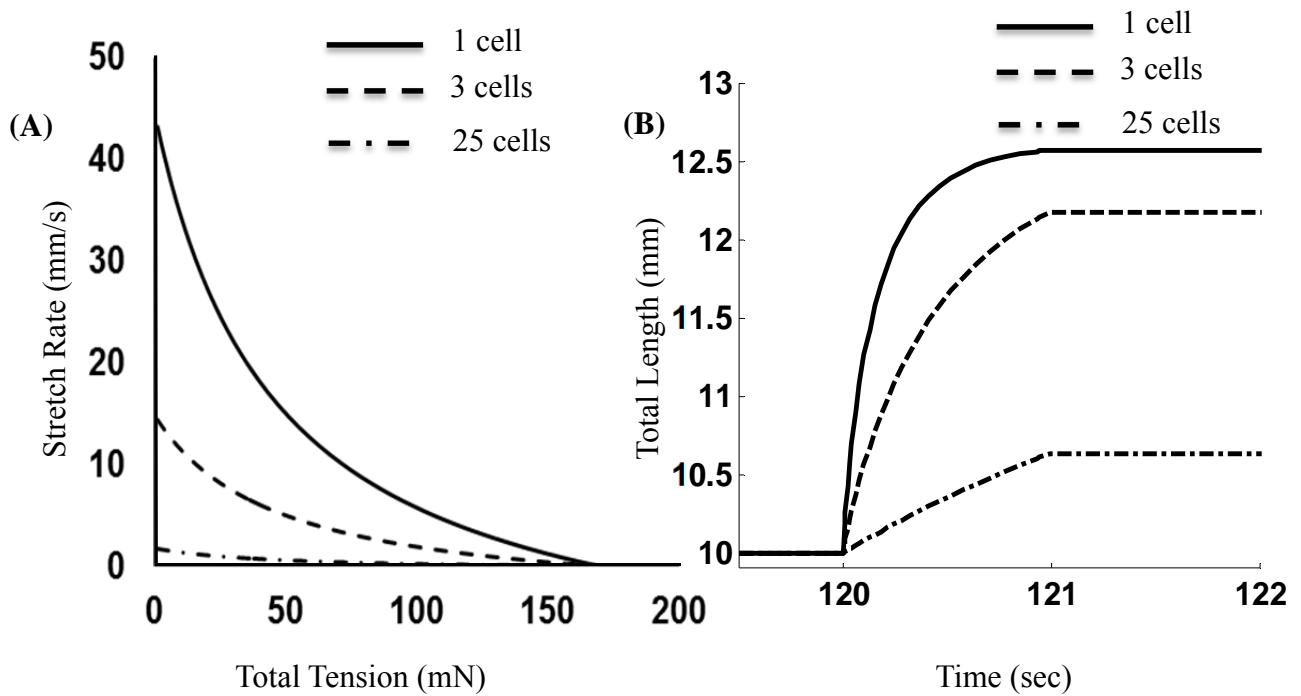 (A)
1 cell
3 cells
25 cells
50
40
30
20
10
0
Stretch Rate (mm/s)
0 50 100 150 200
Total Tension (mN)
(B)
1 cell
3 cells
25 cells
13
12.5
12
11.5
11
10.5
10
Total Length (mm)
120 121 122
Time (sec)